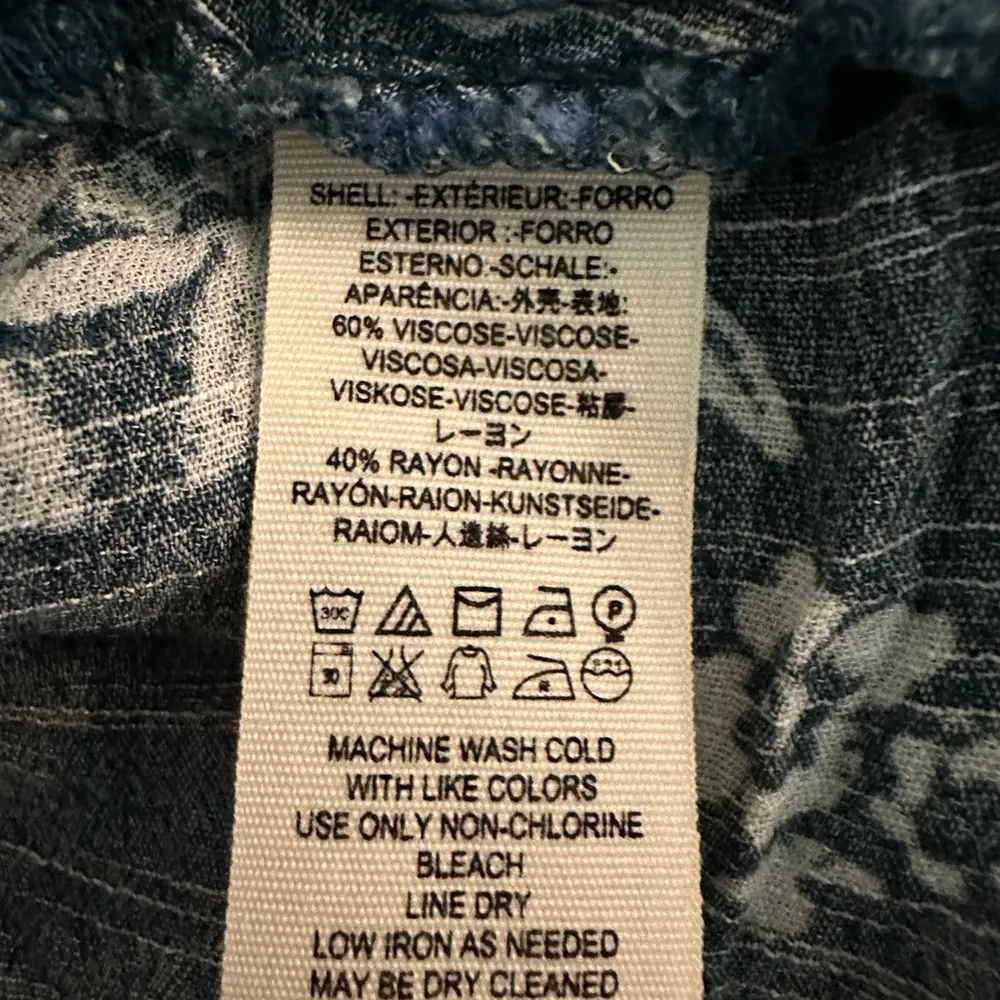 SHELL: -EXTÉRIEUR:-FORRO
EXTERIOR :-FORRO
ESTERNO:-SCHALE:-
APARÊNCIA:-外壳-表地:
60% VISCOSE-VISCOSE-
VISCOSA-VISCOSA-
VISKOSE-VISCOSE-粘膠-
レーヨン
40% RAYON -RAYONNE-
RAYÓN-RAION-KUNSTSEIDE-
RAIOM-人造絲-レーヨン
30C P
30
MACHINE WASH COLD
WITH LIKE COLORS
USE ONLY NON-CHLORINE
BLEACH
LINE DRY
LOW IRON AS NEEDED
MAY BE DRY CLEANED